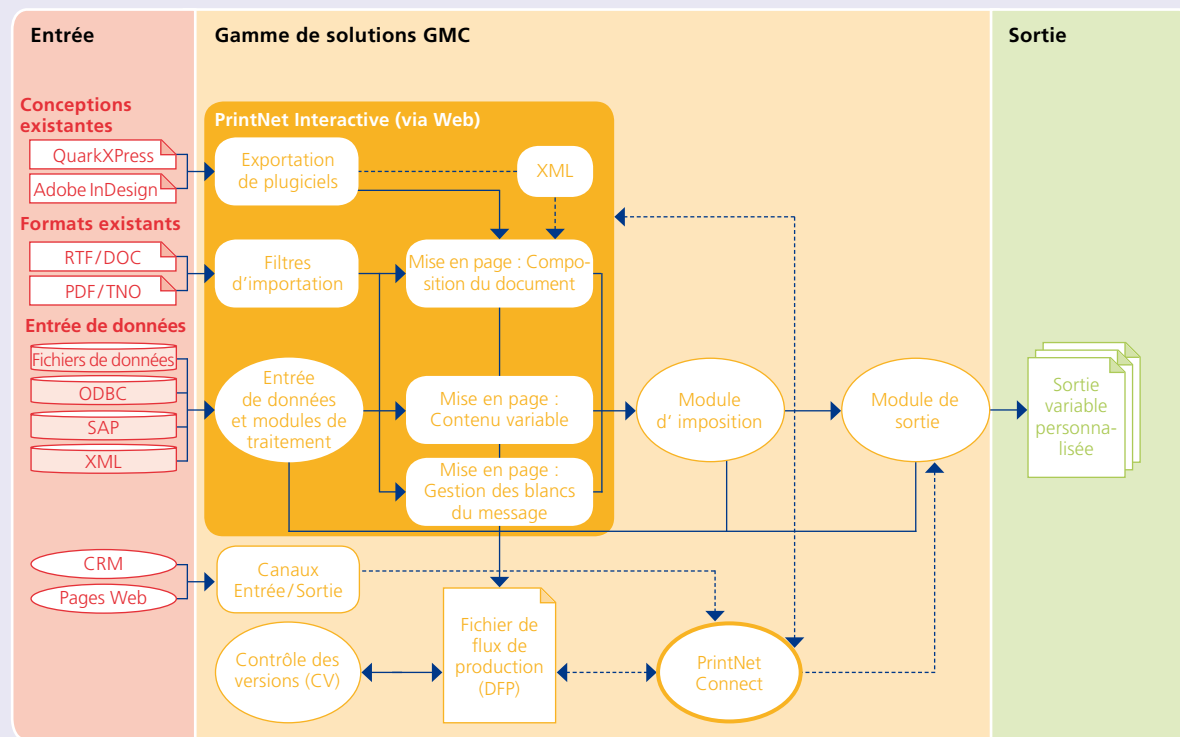 Entrée
Gamme de solutions GMC
Sortie
Conceptions
existantes
QuarkXPress
Adobe InDesign
Formats existants
RTF/DOC
PDF/TNO
Entrée de données
Fichiers de données
ODBC
SAP
XML
CRM
Pages Web
PrintNet Interactive (via Web)
Exportation
de plugiciels
XML
Filtres
d'importation
Mise en page : Compo-
sition du document
Entrée
de données
et modules de
traitement
Mise en page :
Contenu variable
Mise en page :
Gestion des blancs
du message
Module
d' imposition
Module de
sortie
Sortie
variable
personna-
lisée
Canaux
Entrée/Sortie
Contrôle des
versions (CV)
Fichier de
flux de
production
(DFP)
PrintNet
Connect